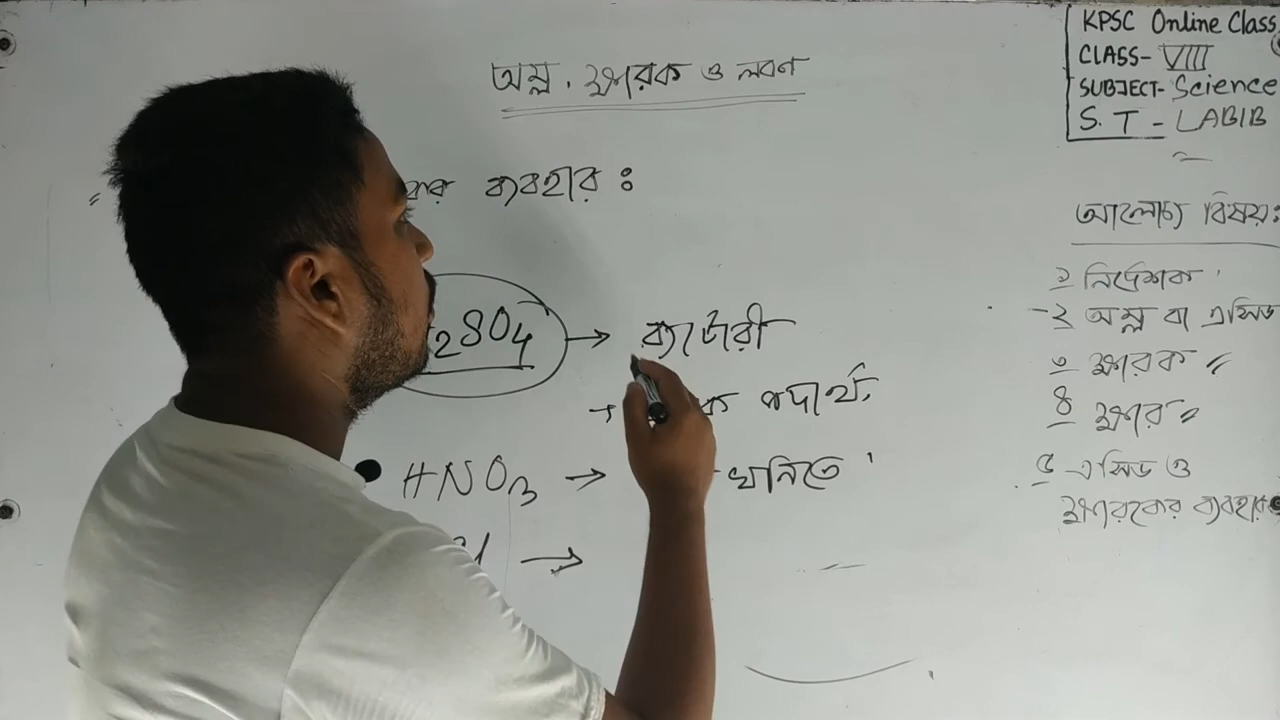 অম্ল, ক্ষারক ও লবণ
KPSC Online Class
CLASS- VIII
SUBJECT- Science
S. T - LABIB
ব্যবহার :
2SO4 → ব্যাটারী
→ ক পদার্থ
HNO3 → খনিতে
→
আলোচ্য বিষয়:
১ নির্দেশক
২ অম্ল বা এসিড
৩ ক্ষারক "
৪ ক্ষার "
৫ এসিড ও
ক্ষারকের ব্যবহার